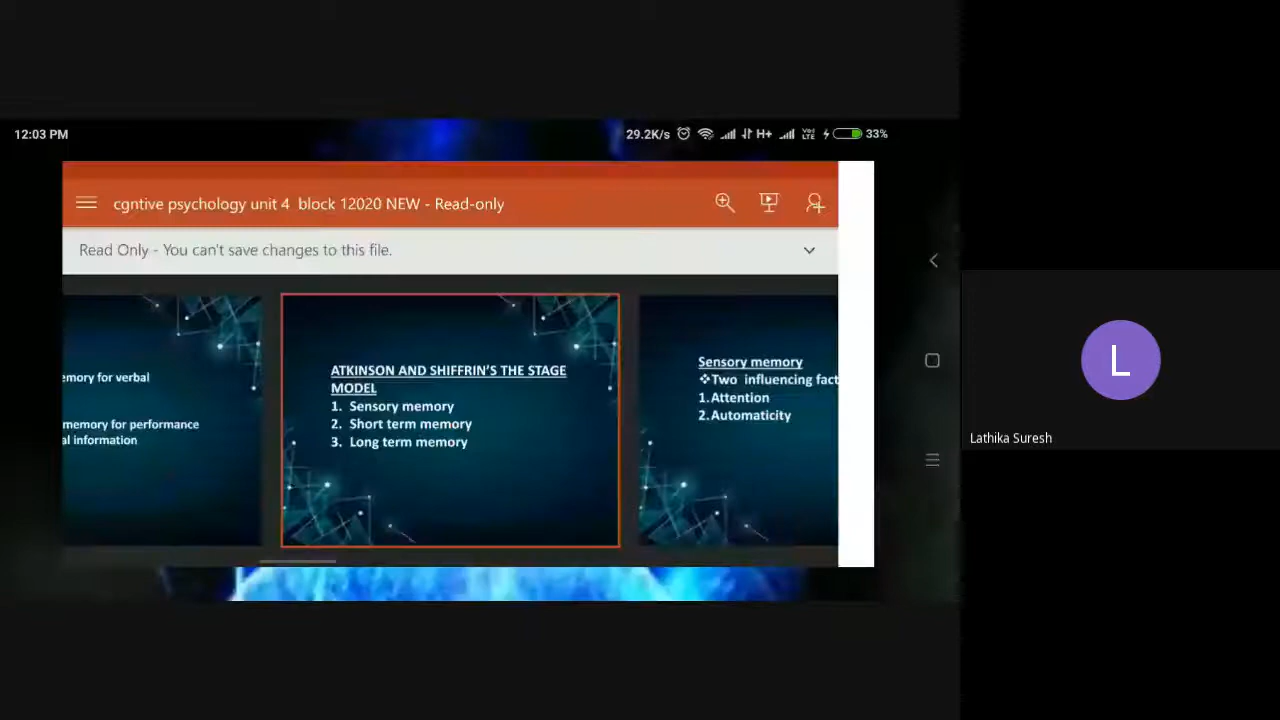 12:03 PM
29.2K/s
H+
Vo)
LTE
33%
cgntive psychology unit 4 block 12020 NEW - Read-only
Read Only - You can't save changes to this file.
emory for verbal
memory for performance
al information
ATKINSON AND SHIFFRIN'S THE STAGE
MODEL
1. Sensory memory
2. Short term memory
3. Long term memory
Sensory memory
❖Two influencing fact
1.Attention
2.Automaticity
L
Lathika Suresh